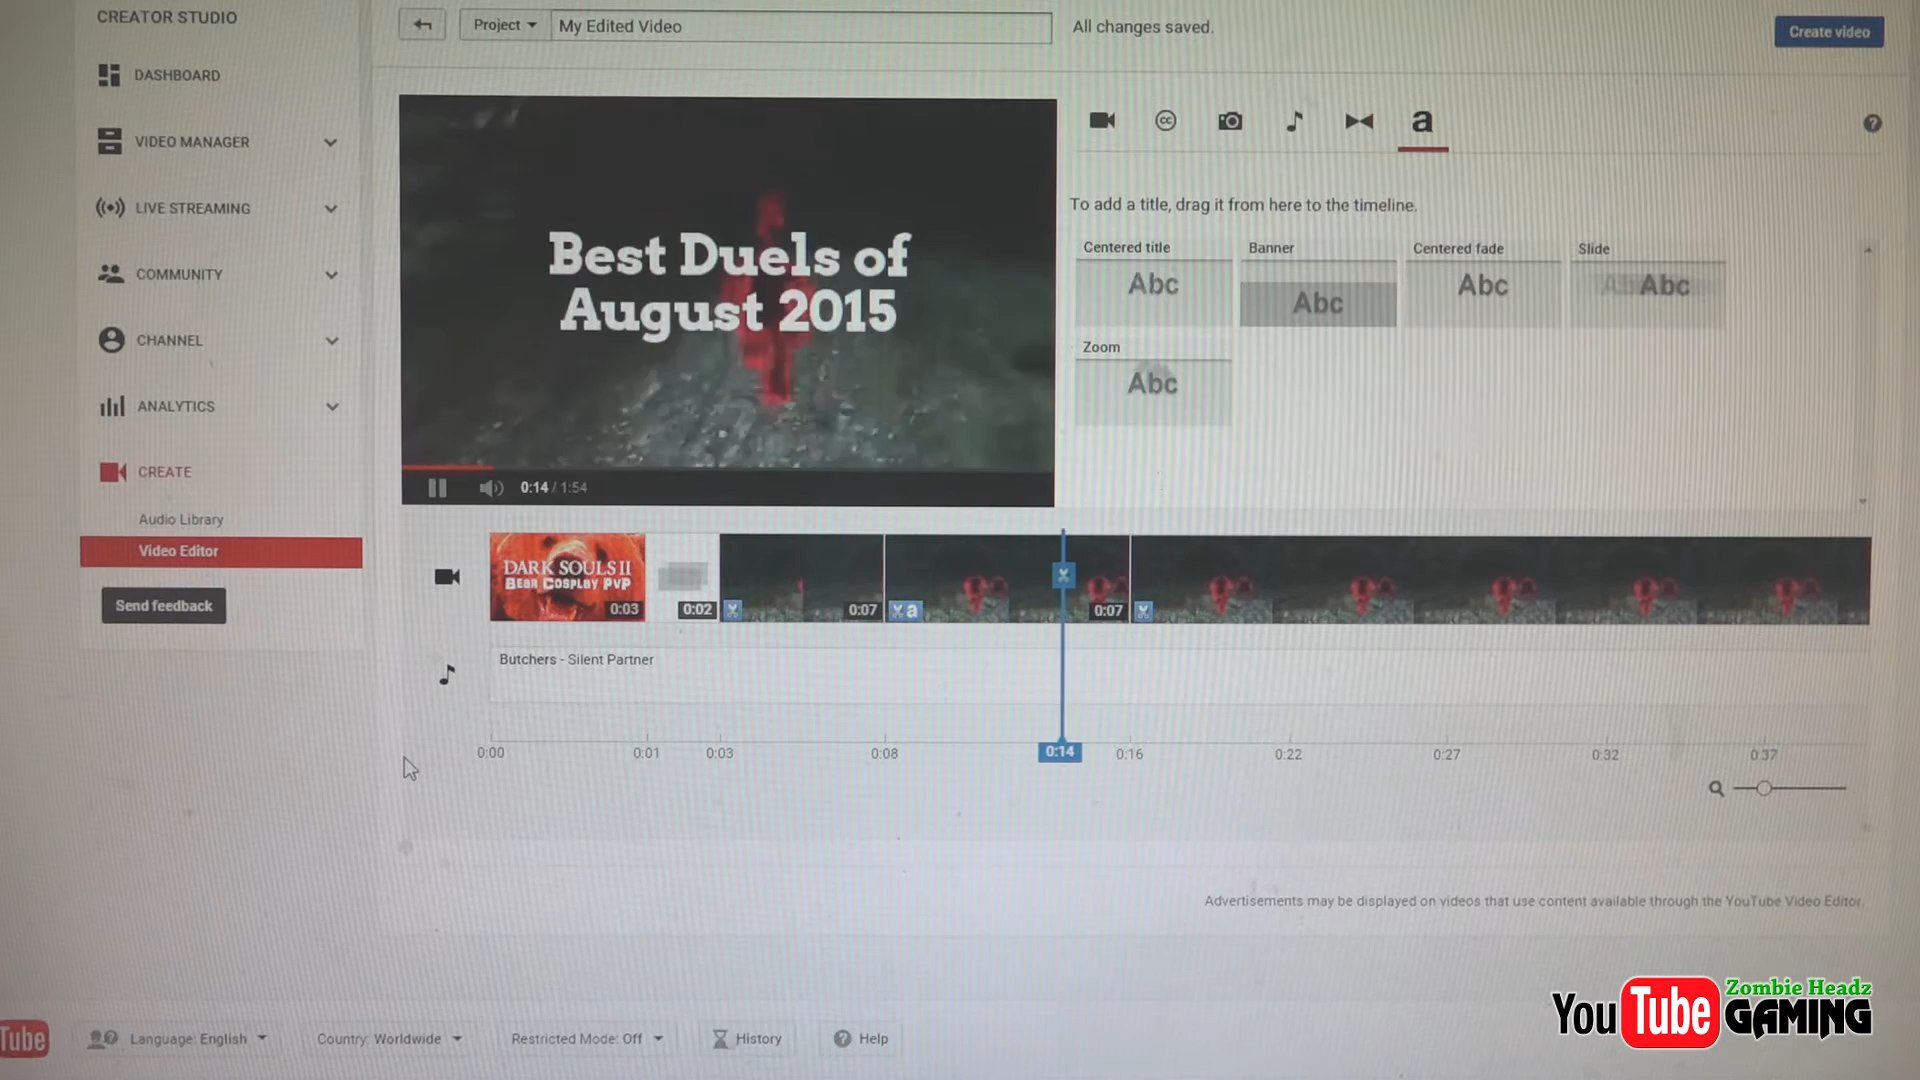 CREATOR STUDIO
Project
My Edited Video
All changes saved.
Create video
DASHBOARD
VIDEO MANAGER
LIVE STREAMING
COMMUNITY
CHANNEL
ANALYTICS
CREATE
Audio Library
Video Editor
Send feedback
Best Duels of
August 2015
0:14 / 1:54
cc
a
?
To add a title, drag it from here to the timeline.
Centered title
Banner
Centered fade
Slide
Abc
Abc
Abc
Abc
Zoom
Abc
DARK SOULS II
BEAR COSPLAY PVP
0:03
0:02
0:07
a
0:07
Butchers - Silent Partner
0:00
0:01
0:03
0:08
0:14
0:16
0:22
0:27
0:32
0:37
Advertisements may be displayed on videos that use content available through the YouTube Video Editor.
Tube
Language: English
Country: Worldwide
Restricted Mode: Off
History
? Help
YouTube
Zombie Headz
GAMING